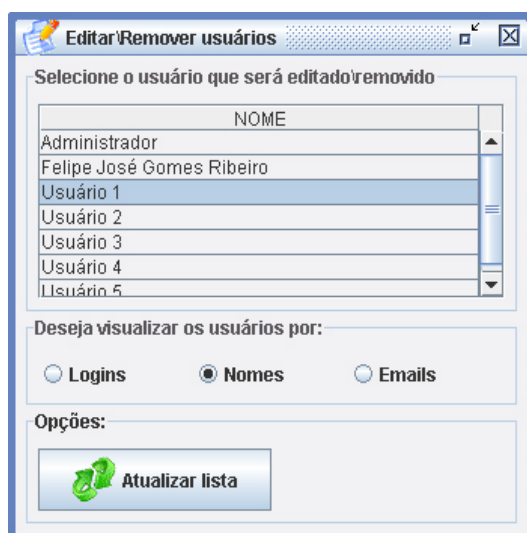 Editar\Remover usuários
Selecione o usuário que será editado\removido
NOME
Administrador
Felipe José Gomes Ribeiro
Usuário 1
Usuário 2
Usuário 3
Usuário 4
Usuário 5
Deseja visualizar os usuários por:
Logins Nomes Emails
Opções:
Atualizar lista